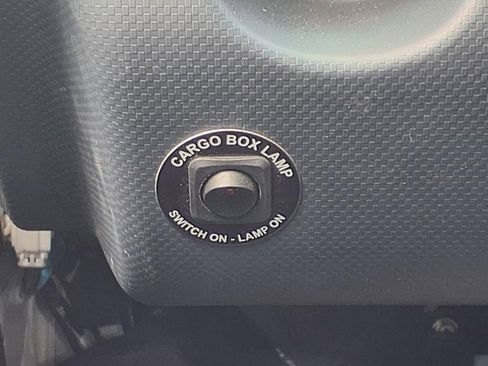 CARGO BOX LAMP
SWITCH ON - LAMP ON